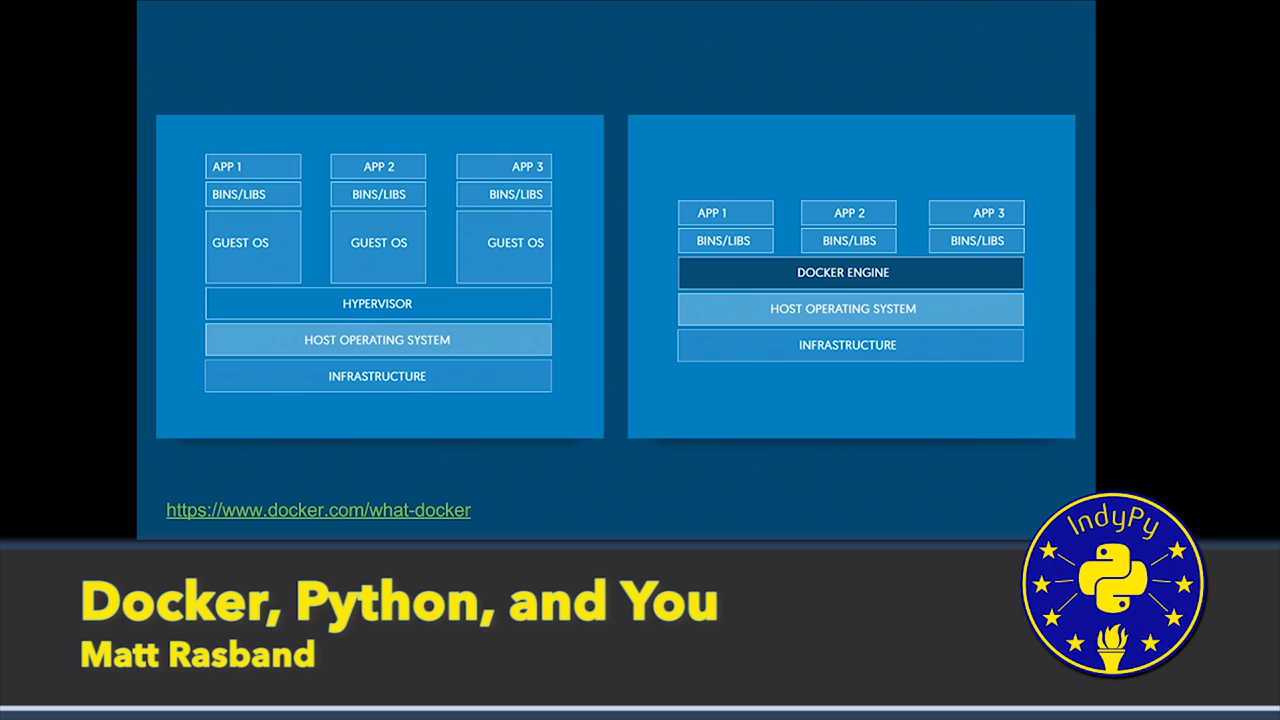 APP 1 APP 2 APP 3
BINS/LIBS BINS/LIBS BINS/LIBS
GUEST OS GUEST OS GUEST OS
HYPERVISOR
HOST OPERATING SYSTEM
INFRASTRUCTURE
APP 1 APP 2 APP 3
BINS/LIBS BINS/LIBS BINS/LIBS
DOCKER ENGINE
HOST OPERATING SYSTEM
INFRASTRUCTURE
https://www.docker.com/what-docker
IndyPy
Docker, Python, and You
Matt Rasband